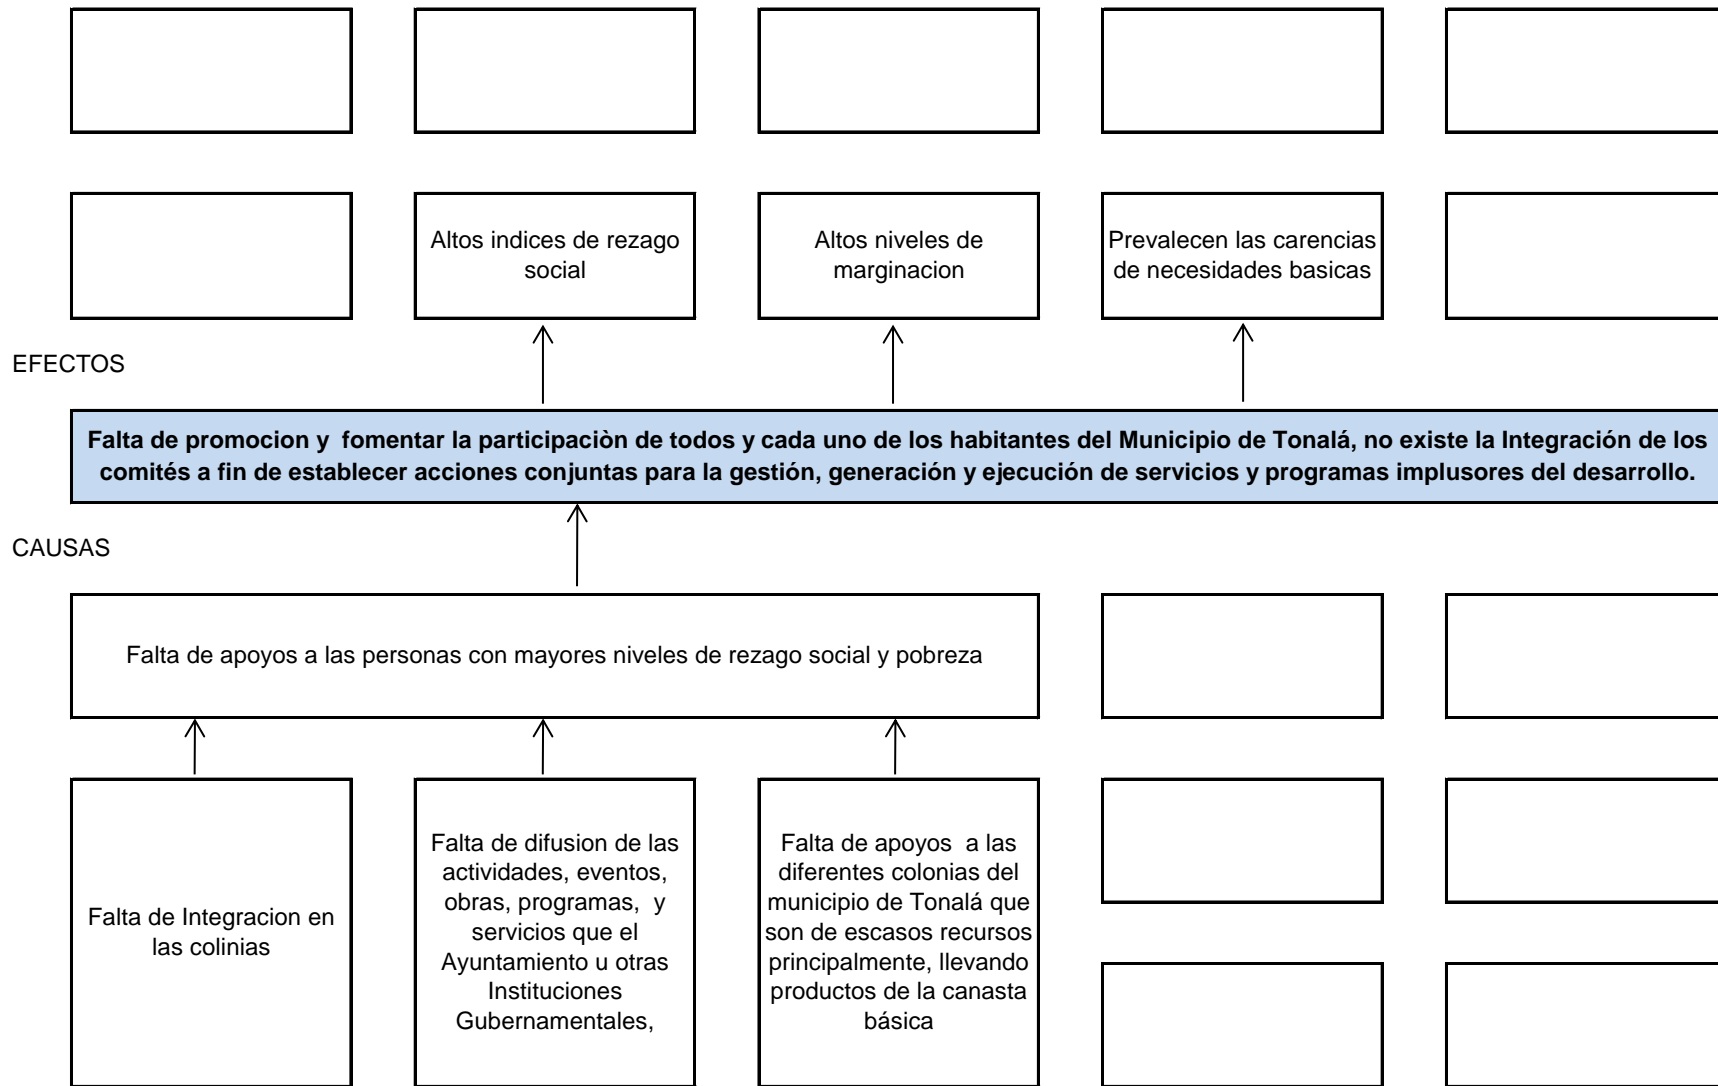 Altos indices de rezago
social
Altos niveles de
marginacion
Prevalecen las carencias
de necesidades basicas
EFECTOS
Falta de promocion y  fomentar la participaciòn de todos y cada uno de los habitantes del Municipio de Tonalá, no existe la Integración de los
comités a fin de establecer acciones conjuntas para la gestión, generación y ejecución de servicios y programas implusores del desarrollo.
CAUSAS
Falta de apoyos a las personas con mayores niveles de rezago social y pobreza
Falta de Integracion en
las colinias
Falta de difusion de las
actividades, eventos,
obras, programas,  y
servicios que el
Ayuntamiento u otras
Instituciones
Gubernamentales,
Falta de apoyos  a las
diferentes colonias del
municipio de Tonalá que
son de escasos recursos
principalmente, llevando
productos de la canasta
básica